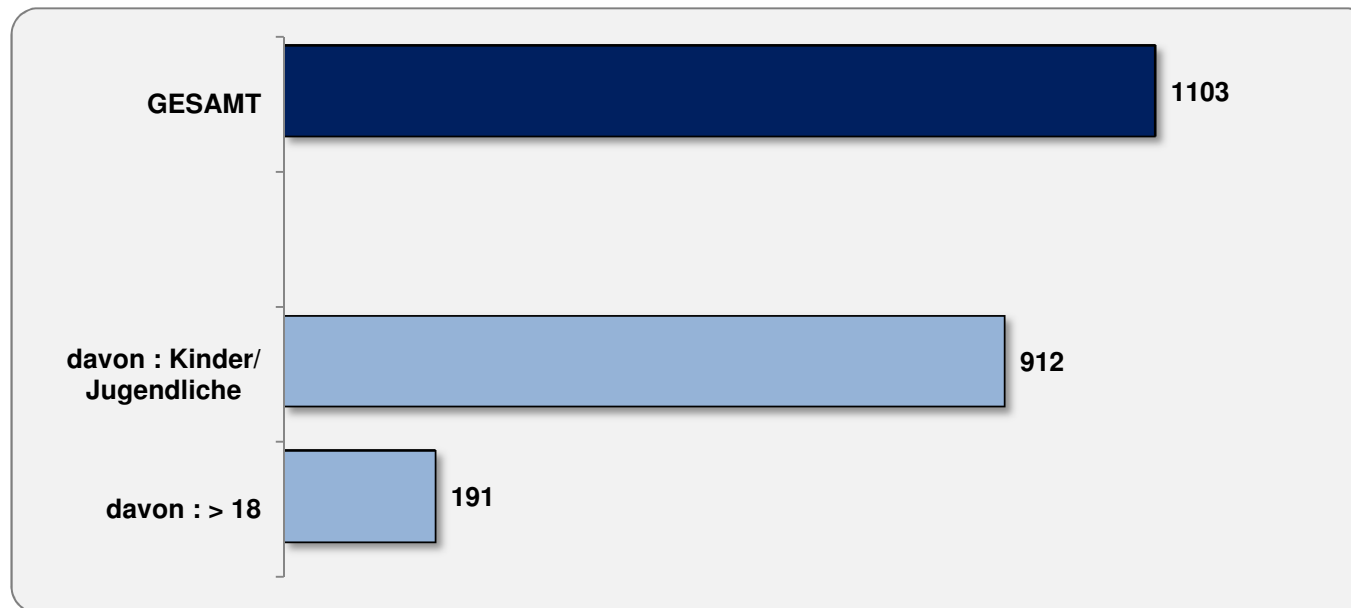 GESAMT
1103
davon : Kinder/
Jugendliche
912
davon : > 18
191